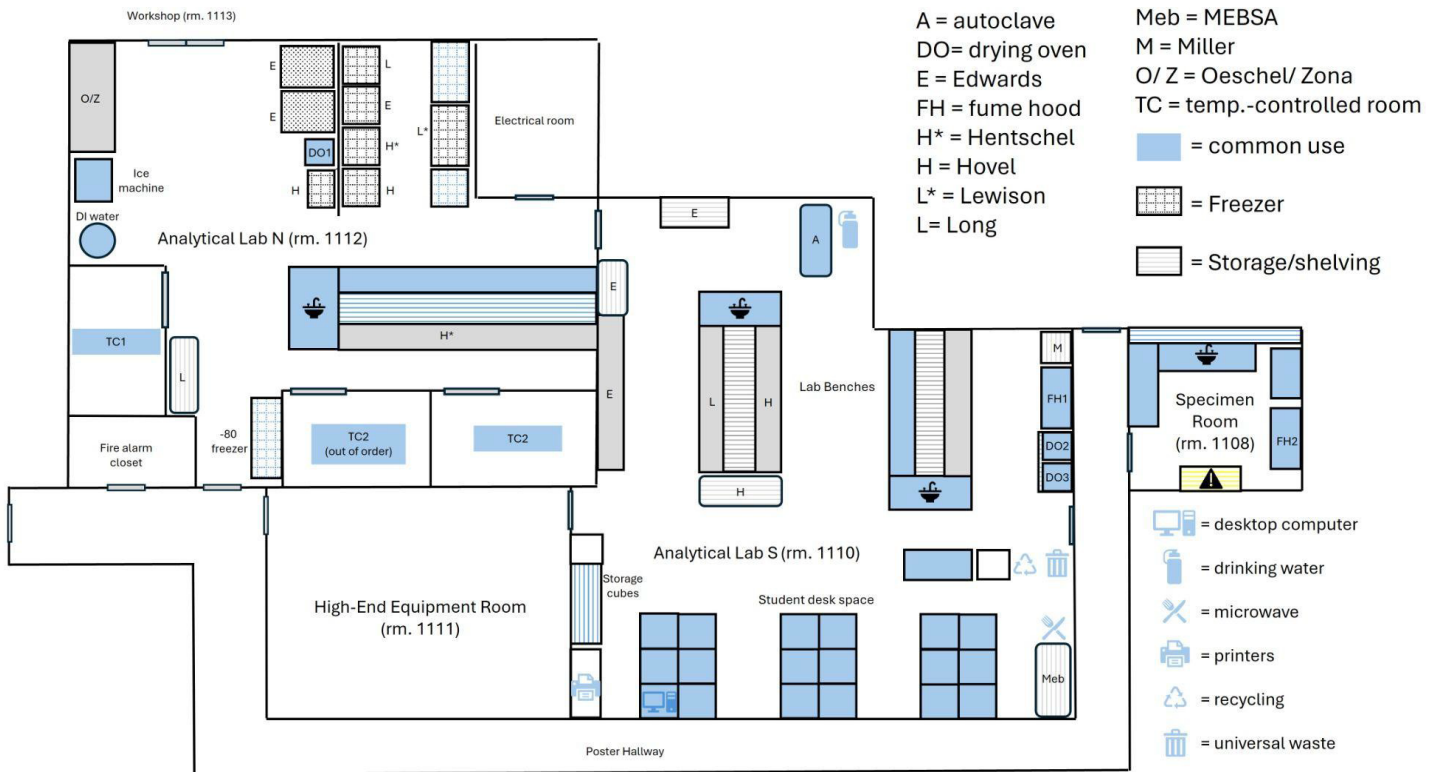 Workshop (rm. 1113)
O/Z
Ice
machine
DI water
E
E
DO1
H
L
E
H*
H
L*
Electrical room
Analytical Lab N (rm. 1112)
H*
TC1
L
Fire alarm
closet
-80
freezer
TC2
(out of order)
TC2
E
E
E
A
L
H
H
Lab Benches
M
FH1
DO2
DO3
Specimen
Room
(rm. 1108)
FH2
Analytical Lab S (rm. 1110)
High-End Equipment Room
(rm. 1111)
Storage
cubes
Student desk space
Meb
Poster Hallway
A = autoclave
DO= drying oven
E = Edwards
FH = fume hood
H* = Hentschel
H = Hovel
L* = Lewison
L= Long
Meb = MEBSA
M = Miller
O/ Z = Oeschel/ Zona
TC = temp.-controlled room
= common use
= Freezer
= Storage/shelving
= desktop computer
= drinking water
= microwave
= printers
= recycling
= universal waste